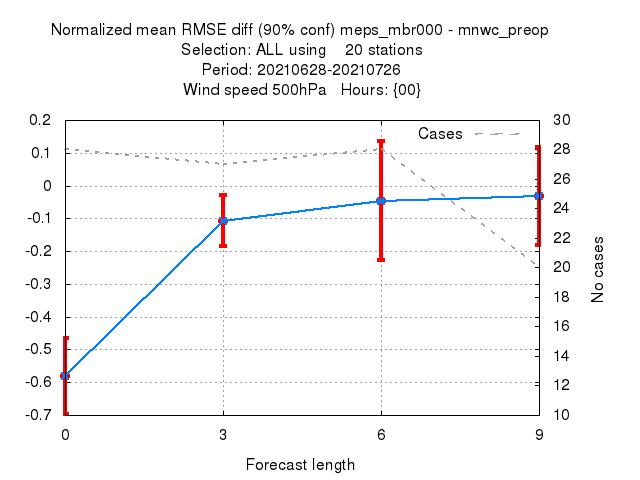 Normalized mean RMSE diff (90% conf) meps_mbr000 - mnwc_preop
Selection: ALL using 20 stations
Period: 20210628-20210726
Wind speed 500hPa Hours: {00}
Cases
0.2
0.1
0
-0.1
-0.2
-0.3
-0.4
-0.5
-0.6
-0.7
30
28
26
24
22
20
18
16
14
12
10
No cases
0 3 6 9
Forecast length